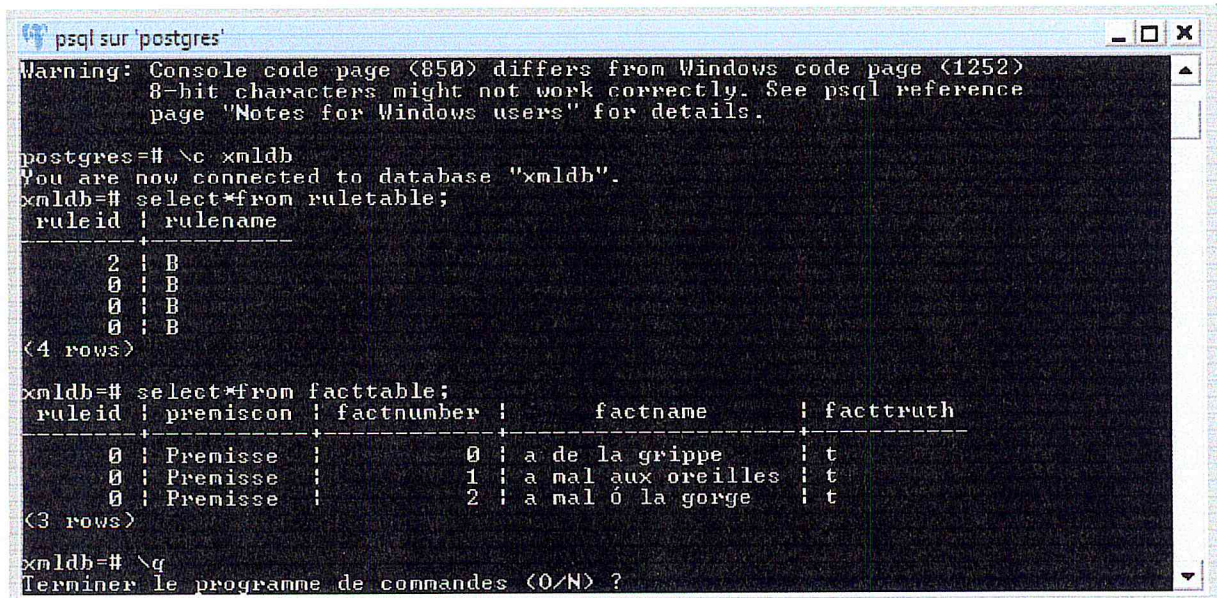 psql sur 'postgres'
Warning: Console code page (850) differs from Windows code page (1252)
8-bit characters might not work correctly. See psql reference
page "Notes for Windows users" for details.
postgres=# \c xmldb
You are now connected to database "xmldb".
xmldb=# select*from ruletable;
ruleid | rulename
---------+----------
2 | B
0 | B
0 | B
0 | B
(4 rows)
xmldb=# select*from facttable;
ruleid | premiscon | factnumber | factname | facttruth
--------+-----------+------------+---------------------+-----------
0 | Premisse | 0 | a de la grippe | t
0 | Premisse | 1 | a mal aux oreilles | t
0 | Premisse | 2 | a mal ó la gorge | t
(3 rows)
xmldb=# \q
Terminer le programme de commandes (O/N) ?